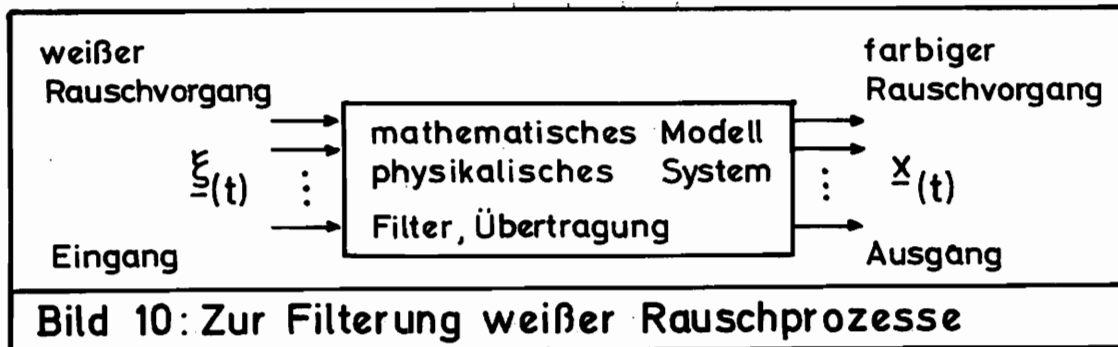 weißer
Rauschvorgang
ξ(t)
⋮
Eingang
mathematisches Modell
physikalisches System
Filter, Übertragung
farbiger
Rauschvorgang
⋮
x(t)
Ausgang
Bild 10: Zur Filterung weißer Rauschprozesse